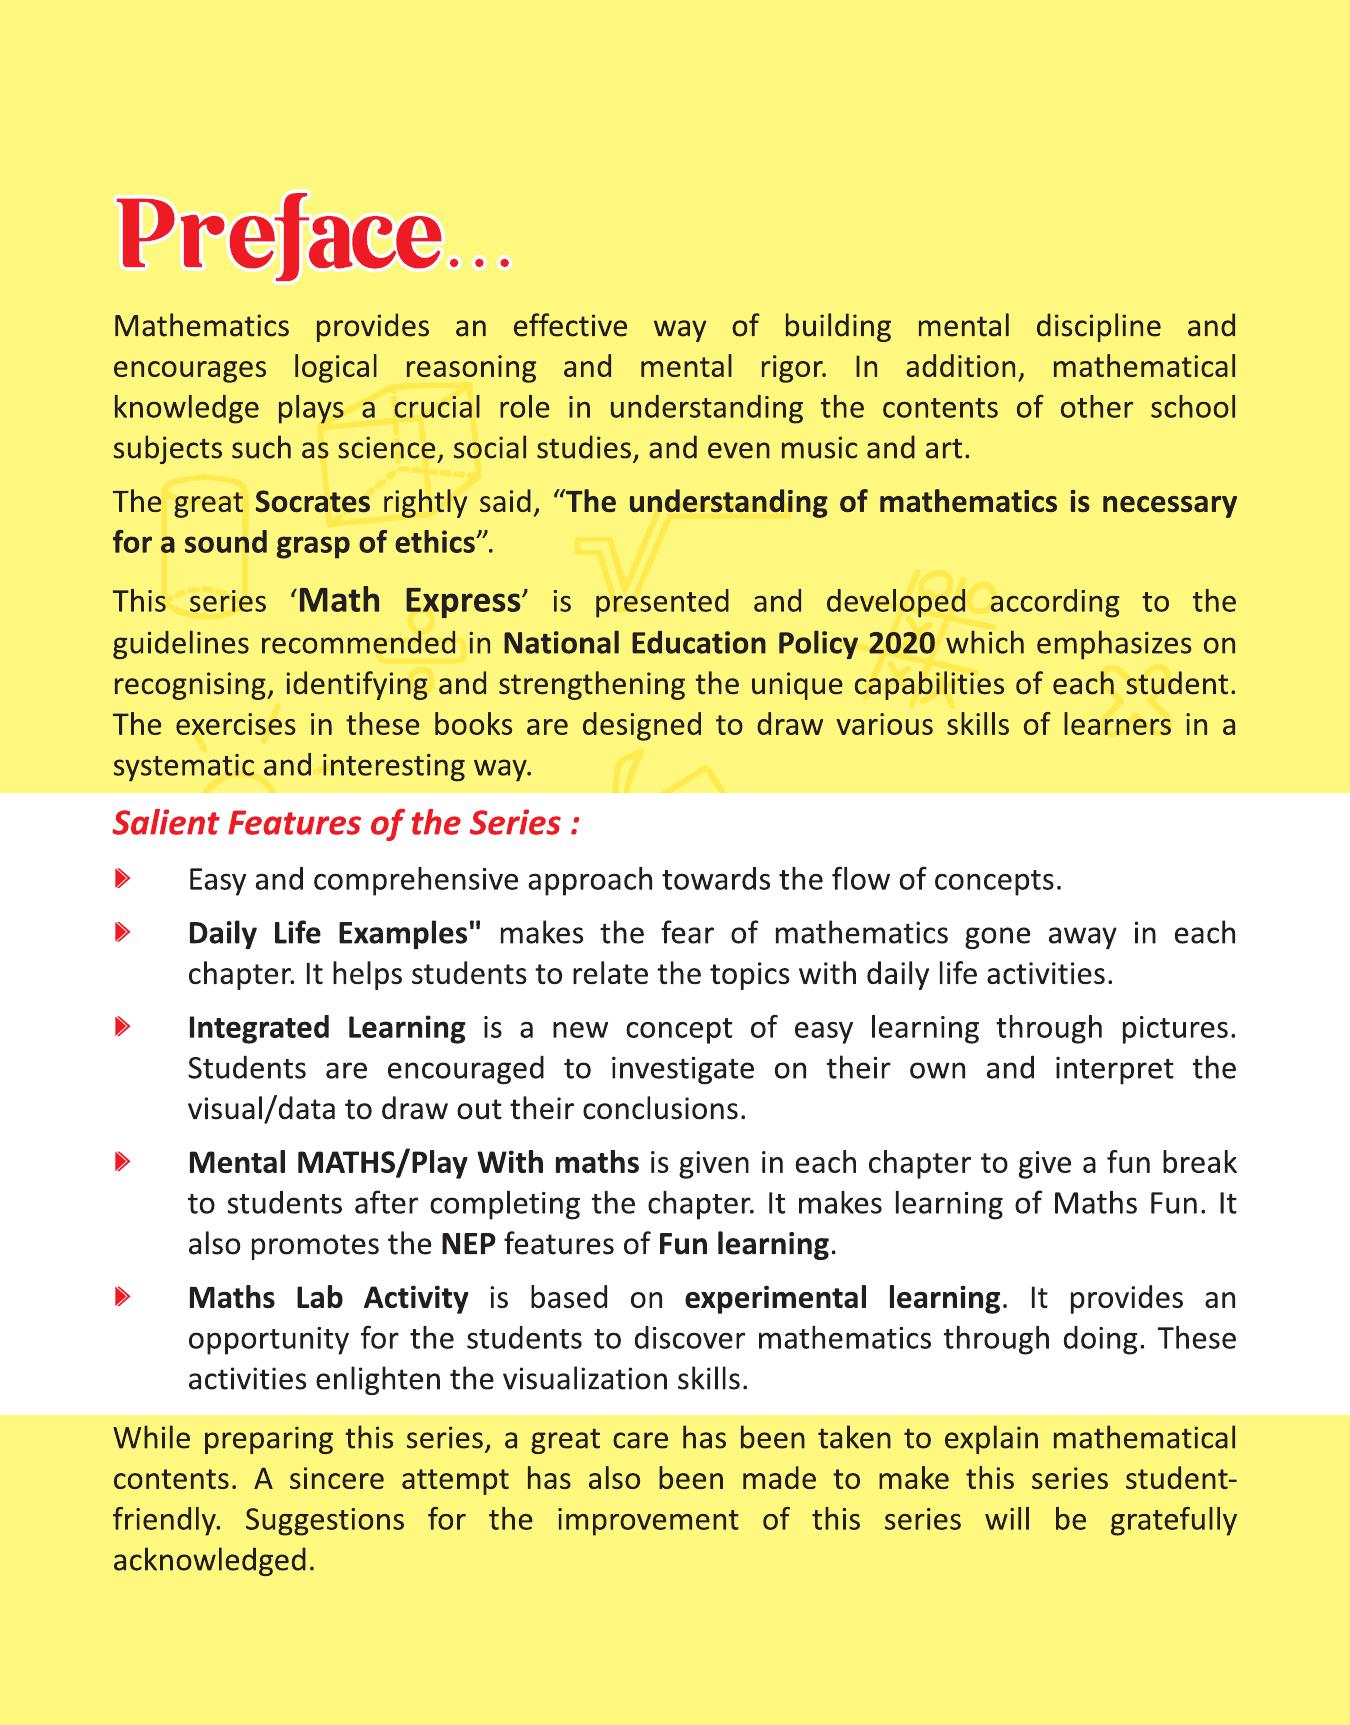 Preface...
Mathematics provides an effective way of building mental discipline and
encourages logical reasoning and mental rigor. In addition, mathematical
knowledge plays a crucial role in understanding the contents of other school
subjects such as science, social studies, and even music and art.
The great Socrates rightly said, “The understanding of mathematics is necessary
for a sound grasp of ethics”.
This series ‘Math Express’ is presented and developed according to the
guidelines recommended in National Education Policy 2020 which emphasizes on
recognising, identifying and strengthening the unique capabilities of each student.
The exercises in these books are designed to draw various skills of learners in a
systematic and interesting way.
Salient Features of the Series :
Easy and comprehensive approach towards the flow of concepts.
Daily Life Examples" makes the fear of mathematics gone away in each
chapter. It helps students to relate the topics with daily life activities.
Integrated Learning is a new concept of easy learning through pictures.
Students are encouraged to investigate on their own and interpret the
visual/data to draw out their conclusions.
Mental MATHS/Play With maths is given in each chapter to give a fun break
to students after completing the chapter. It makes learning of Maths Fun. It
also promotes the NEP features of Fun learning.
Maths Lab Activity is based on experimental learning. It provides an
opportunity for the students to discover mathematics through doing. These
activities enlighten the visualization skills.
While preparing this series, a great care has been taken to explain mathematical
contents. A sincere attempt has also been made to make this series student-
friendly. Suggestions for the improvement of this series will be gratefully
acknowledged.